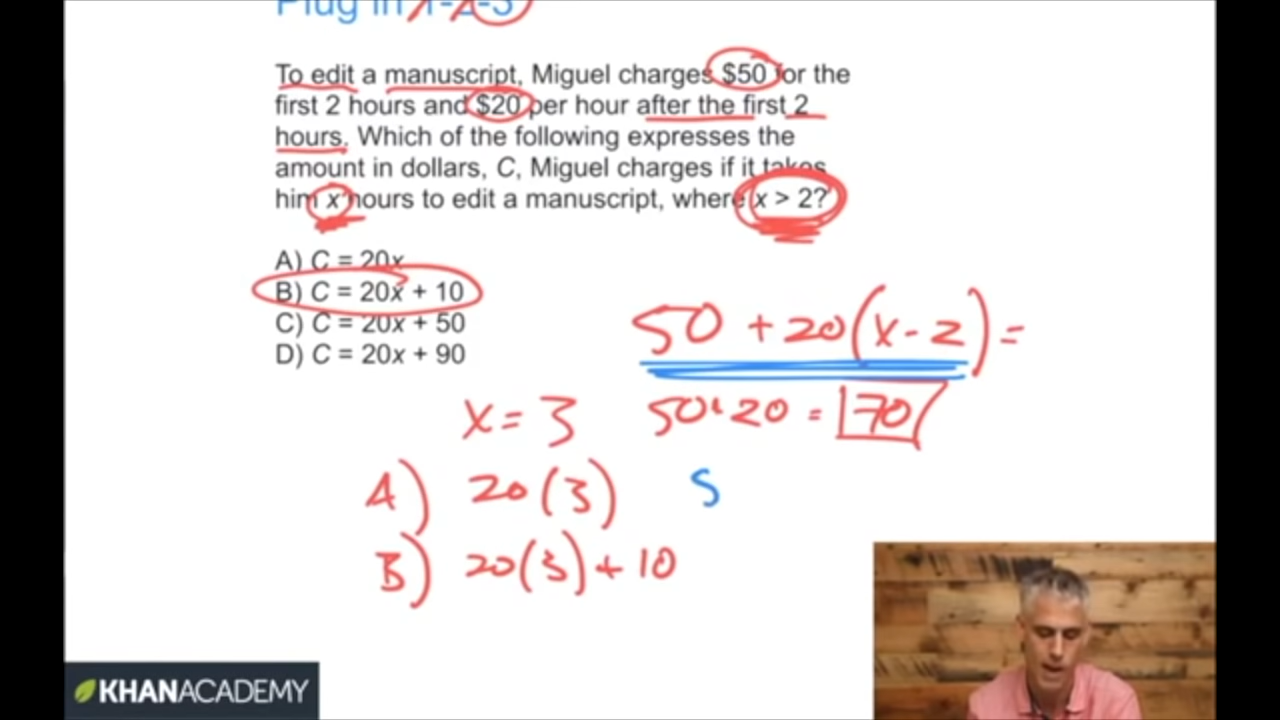 Plug in 1-2-3
To edit a manuscript, Miguel charges $50 for the
first 2 hours and $20 per hour after the first 2
hours. Which of the following expresses the
amount in dollars, C, Miguel charges if it takes
him x hours to edit a manuscript, where x > 2?
A) C = 20x
B) C = 20x + 10
C) C = 20x + 50
D) C = 20x + 90
50 + 20(x - 2) =
x = 3 50+20 = 70
A) 20(3) S
B) 20(3) + 10
KHANACADEMY